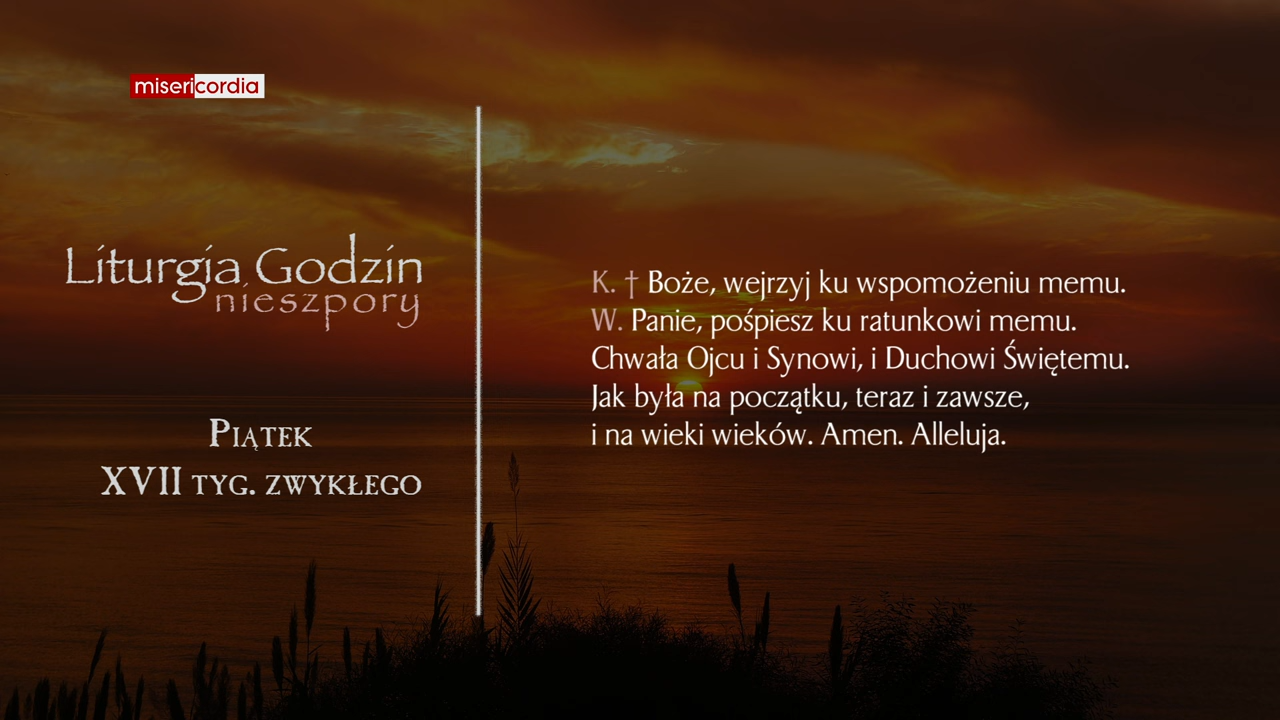 misericordia
Liturgia Godzin
nieszpory
Piątek
XVII tyg. zwykłego
K. † Boże, wejrzyj ku wspomożeniu memu.
W. Panie, pośpiesz ku ratunkowi memu.
Chwała Ojcu i Synowi, i Duchowi Świętemu.
Jak była na początku, teraz i zawsze,
i na wieki wieków. Amen. Alleluja.